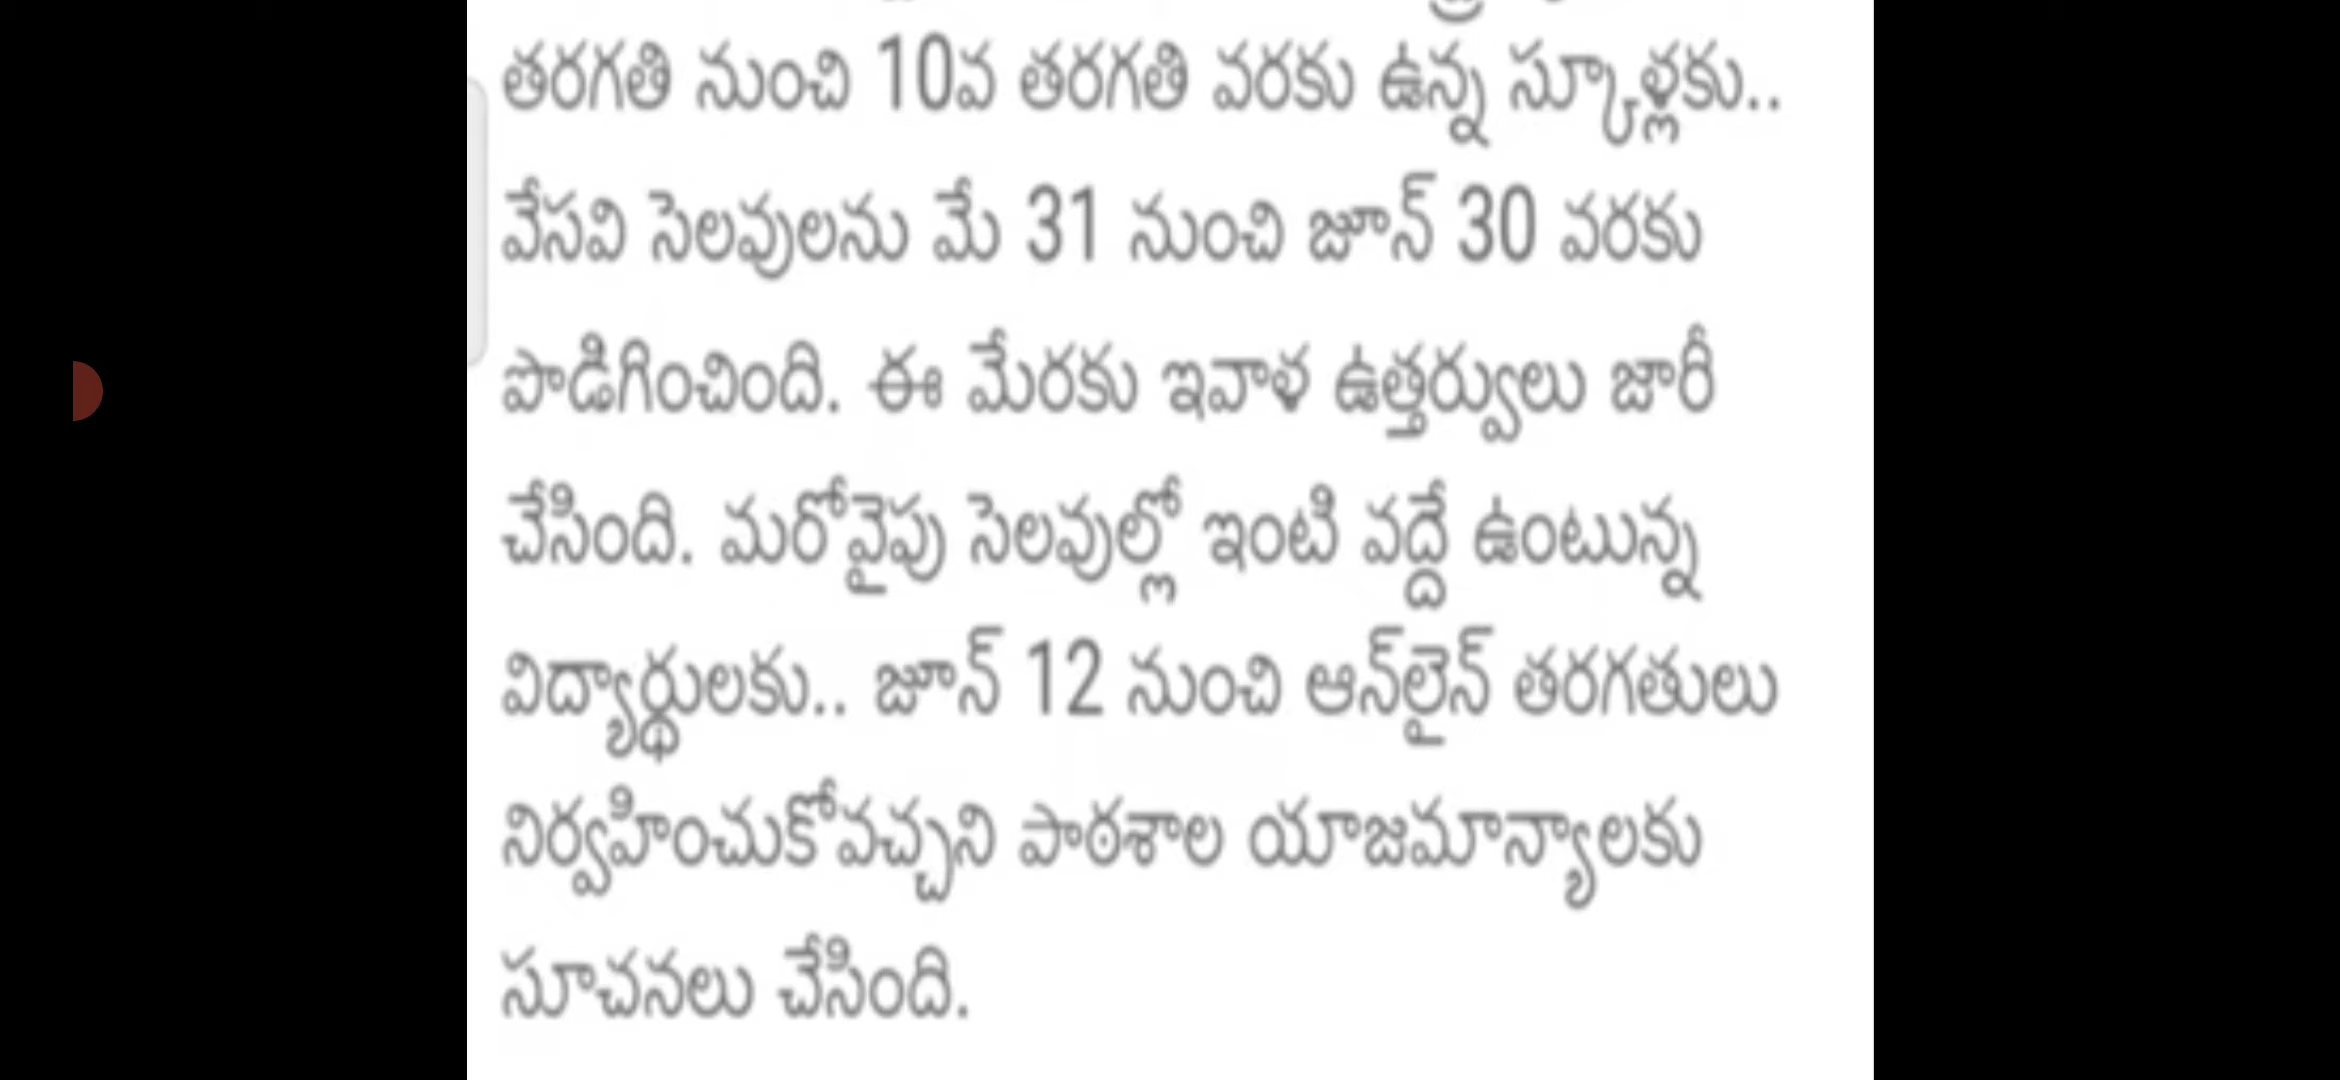 తరగతి నుంచి 10వ తరగతి వరకు ఉన్న స్కూళ్లకు..
వేసవి సెలవులను మే 31 నుంచి జూన్ 30 వరకు
పొడిగించింది. ఈ మేరకు ఇవాళ ఉత్తర్వులు జారీ
చేసింది. మరోవైపు సెలవుల్లో ఇంటి వద్దే ఉంటున్న
విద్యార్థులకు.. జూన్ 12 నుంచి ఆన్‌లైన్ తరగతులు
నిర్వహించుకోవచ్చని పాఠశాల యాజమాన్యాలకు
సూచనలు చేసింది.